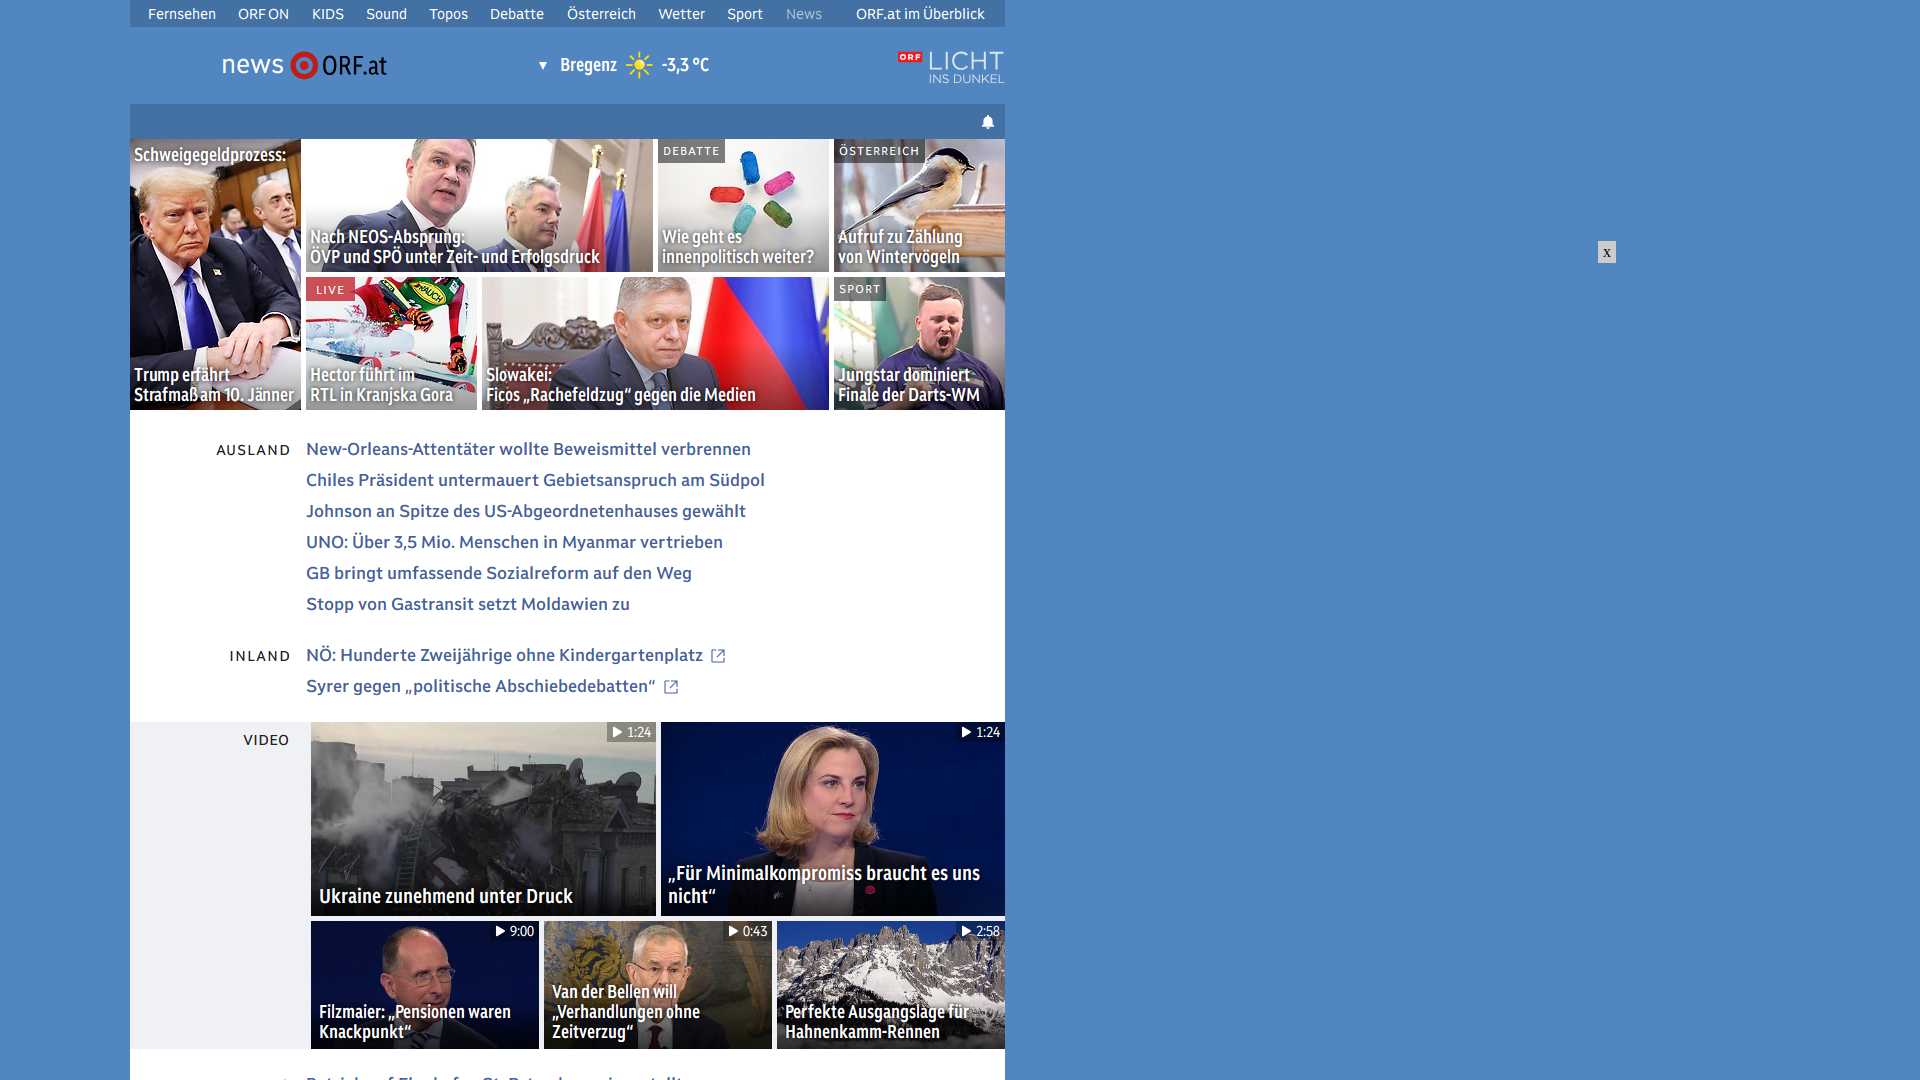 Fernsehen ORF ON KIDS Sound Topos Debatte Österreich Wetter Sport News ORF.at im Überblick
news ORF.at
▼ Bregenz -3,3 °C
ORF LICHT
INS DUNKEL
Schweigegeldprozess:
Trump erfährt
Strafmaß am 10. Jänner
Nach NEOS-Absprung:
ÖVP und SPÖ unter Zeit- und Erfolgsdruck
DEBATTE
Wie geht es
innenpolitisch weiter?
ÖSTERREICH
Aufruf zu Zählung
von Wintervögeln
x
LIVE
RAUCH
Hector führt im
RTL in Kranjska Gora
Slowakei:
Ficos „Rachefeldzug“ gegen die Medien
SPORT
Jungstar dominiert
Finale der Darts-WM
AUSLAND
New-Orleans-Attentäter wollte Beweismittel verbrennen
Chiles Präsident untermauert Gebietsanspruch am Südpol
Johnson an Spitze des US-Abgeordnetenhauses gewählt
UNO: Über 3,5 Mio. Menschen in Myanmar vertrieben
GB bringt umfassende Sozialreform auf den Weg
Stopp von Gastransit setzt Moldawien zu
INLAND
NÖ: Hunderte Zweijährige ohne Kindergartenplatz
Syrer gegen „politische Abschiebedebatten“
VIDEO
1:24
Ukraine zunehmend unter Druck
1:24
„Für Minimalkompromiss braucht es uns
nicht“
9:00
Filzmaier: „Pensionen waren
Knackpunkt“
0:43
Van der Bellen will
„Verhandlungen ohne
Zeitverzug“
2:58
Perfekte Ausgangslage für
Hahnenkamm-Rennen